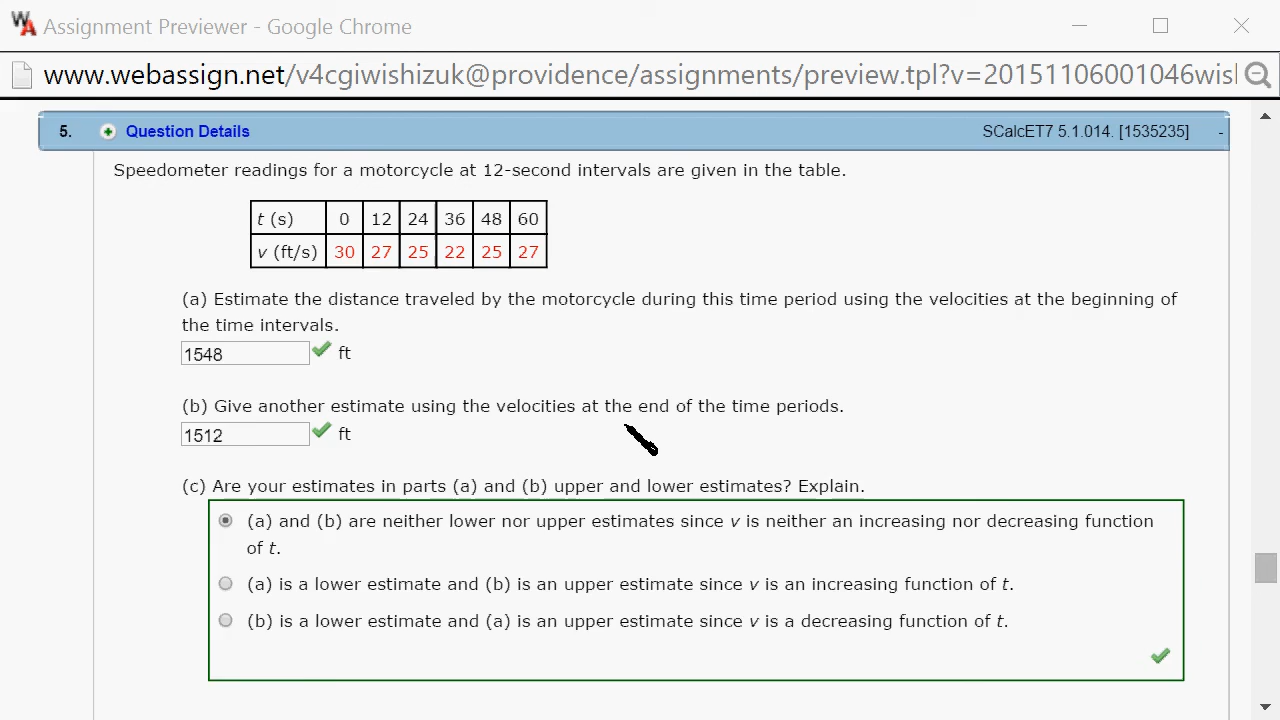 WA Assignment Previewer - Google Chrome
www.webassign.net/v4cgiwishizuk@providence/assignments/preview.tpl?v=20151106001046wisl
5. Question Details SCalcET7 5.1.014. [1535235] -
Speedometer readings for a motorcycle at 12-second intervals are given in the table.
t (s) 0 12 24 36 48 60
v (ft/s) 30 27 25 22 25 27
(a) Estimate the distance traveled by the motorcycle during this time period using the velocities at the beginning of
the time intervals.
1548 ft
(b) Give another estimate using the velocities at the end of the time periods.
1512 ft
(c) Are your estimates in parts (a) and (b) upper and lower estimates? Explain.
(a) and (b) are neither lower nor upper estimates since v is neither an increasing nor decreasing function
of t.
(a) is a lower estimate and (b) is an upper estimate since v is an increasing function of t.
(b) is a lower estimate and (a) is an upper estimate since v is a decreasing function of t.